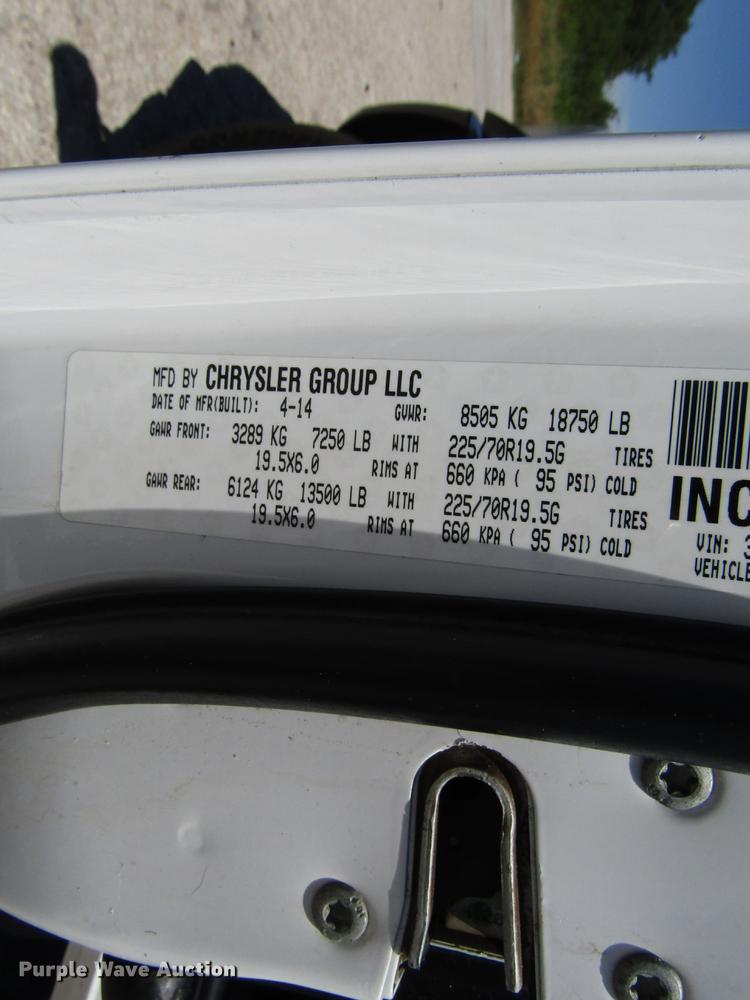 MFD BY CHRYSLER GROUP LLC
DATE OF MFR(BUILT): 4-14 GVWR: 8505 KG 18750 LB
GAWR FRONT: 3289 KG 7250 LB WITH 225/70R19.5G TIRES
19.5X6.0 RIMS AT 660 KPA ( 95 PSI) COLD
GAWR REAR: 6124 KG 13500 LB WITH 225/70R19.5G TIRES
19.5X6.0 RIMS AT 660 KPA ( 95 PSI) COLD
INC
VIN: 3
VEHICLE
Purple Wave Auction